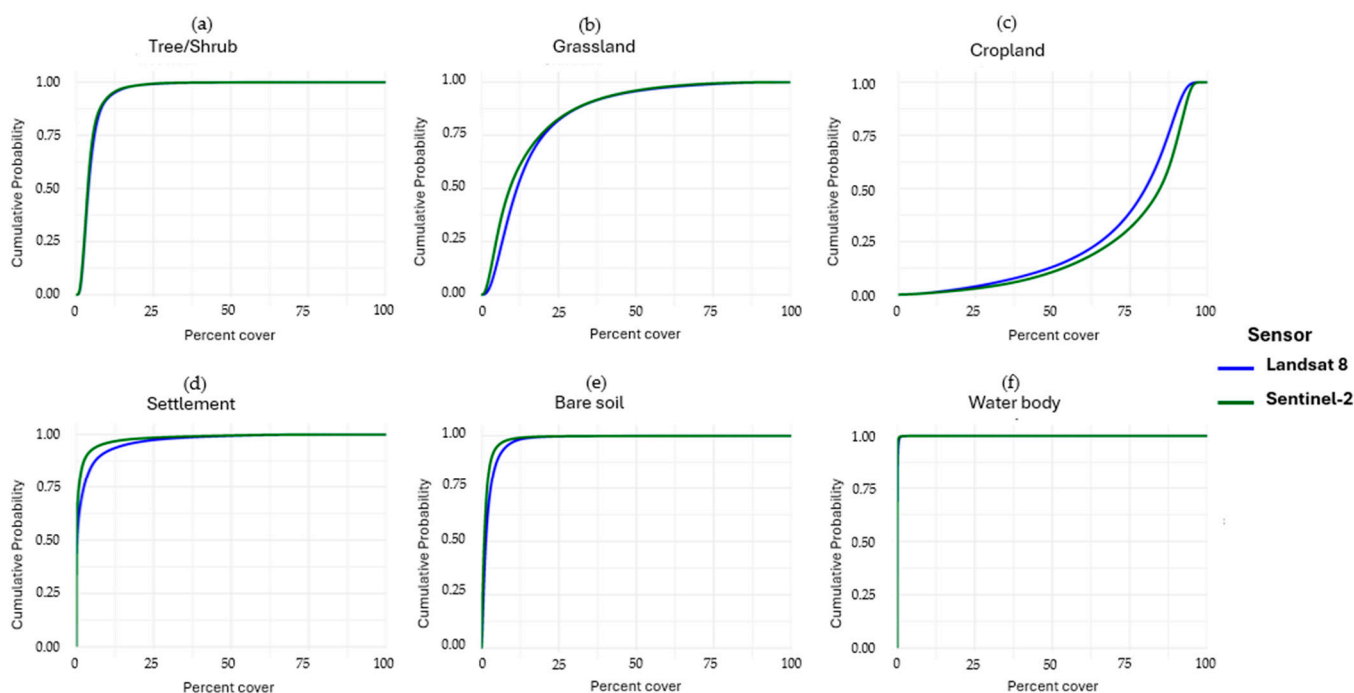 (a)
Tree/Shrub
Cumulative Probability
1.00
0.75
0.50
0.25
0.00
0 25 50 75 100
Percent cover
(b)
Grassland
Cumulative Probability
1.00
0.75
0.50
0.25
0.00
0 25 50 75 100
Percent cover
(c)
Cropland
Cumulative Probability
1.00
0.75
0.50
0.25
0.00
0 25 50 75 100
Percent cover
(d)
Settlement
Cumulative Probability
1.00
0.75
0.50
0.25
0.00
0 25 50 75 100
Percent cover
(e)
Bare soil
Cumulative Probability
1.00
0.75
0.50
0.25
0.00
0 25 50 75 100
Percent cover
(f)
Water body
Cumulative Probability
1.00
0.75
0.50
0.25
0.00
0 25 50 75 100
Percent cover
Sensor
Landsat 8
Sentinel-2